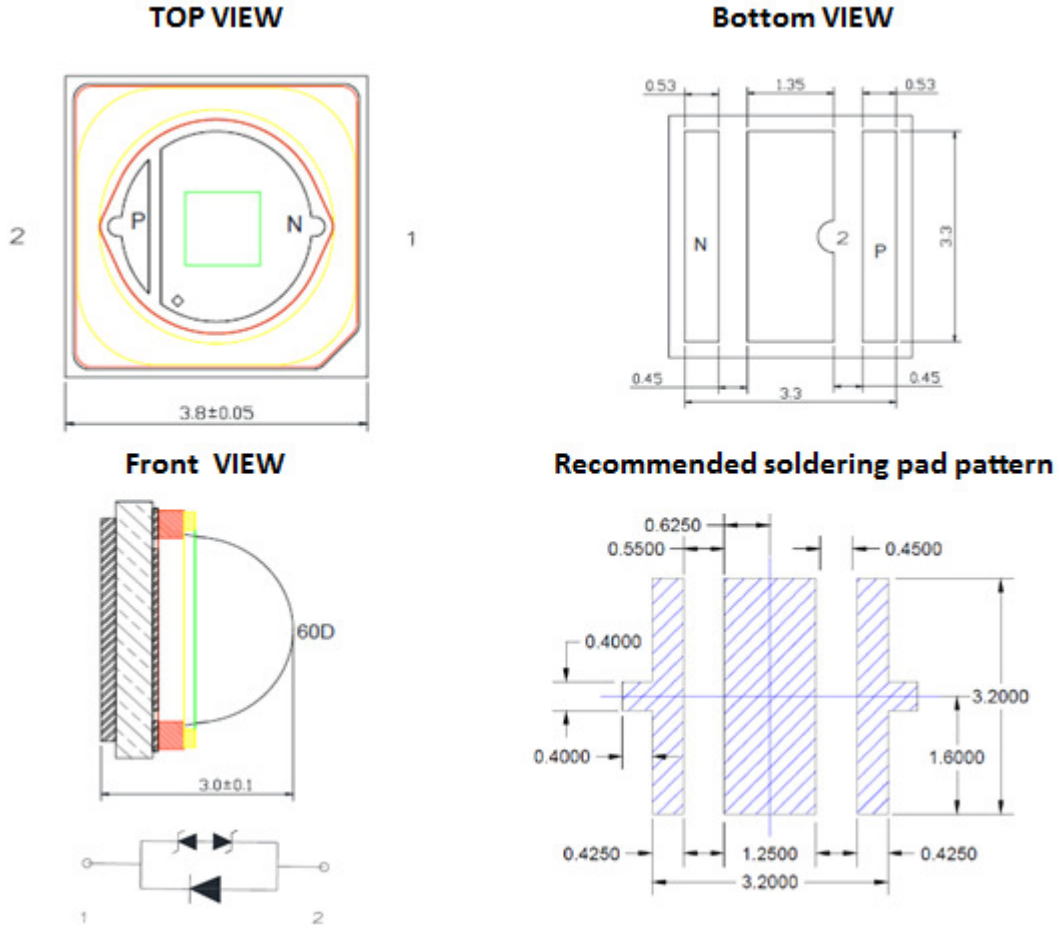 TOP VIEW
Bottom VIEW
0.53
1.35
0.53
P
N
2
1
N
2
P
3.3
0.45
0.45
3.3
3.8±0.05
Front VIEW
Recommended soldering pad pattern
60D
3.0±0.1
1
2
0.6250
0.5500
0.4500
0.4000
3.2000
0.4000
1.6000
0.4250
1.2500
0.4250
3.2000